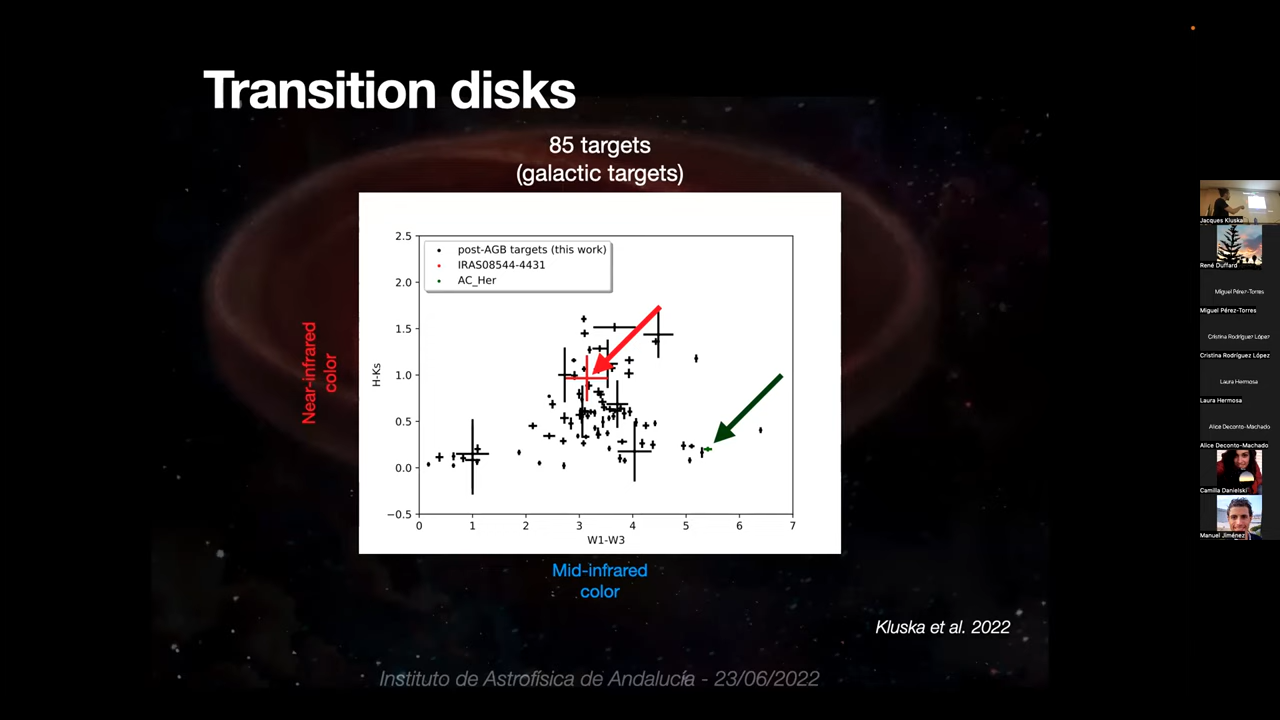 Transition disks
85 targets
(galactic targets)
2.5
2.0
1.5
1.0
0.5
0.0
−0.5
post-AGB targets (this work)
IRAS08544-4431
AC_Her
Near-infrared
color
H-Ks
0
1
2
3
4
5
6
7
W1-W3
Mid-infrared
color
Kluska et al. 2022
Instituto de Astrofísica de Andalucía - 23/06/2022
Jacques Kluska
René Duffard
Miguel Pérez-Torres
Miguel Pérez-Torres
Cristina Rodríguez López
Cristina Rodríguez López
Laura Hermosa
Laura Hermosa
Alice Deconto-Machado
Alice Deconto-Machado
Camilla Danielski
Manuel Jiménez